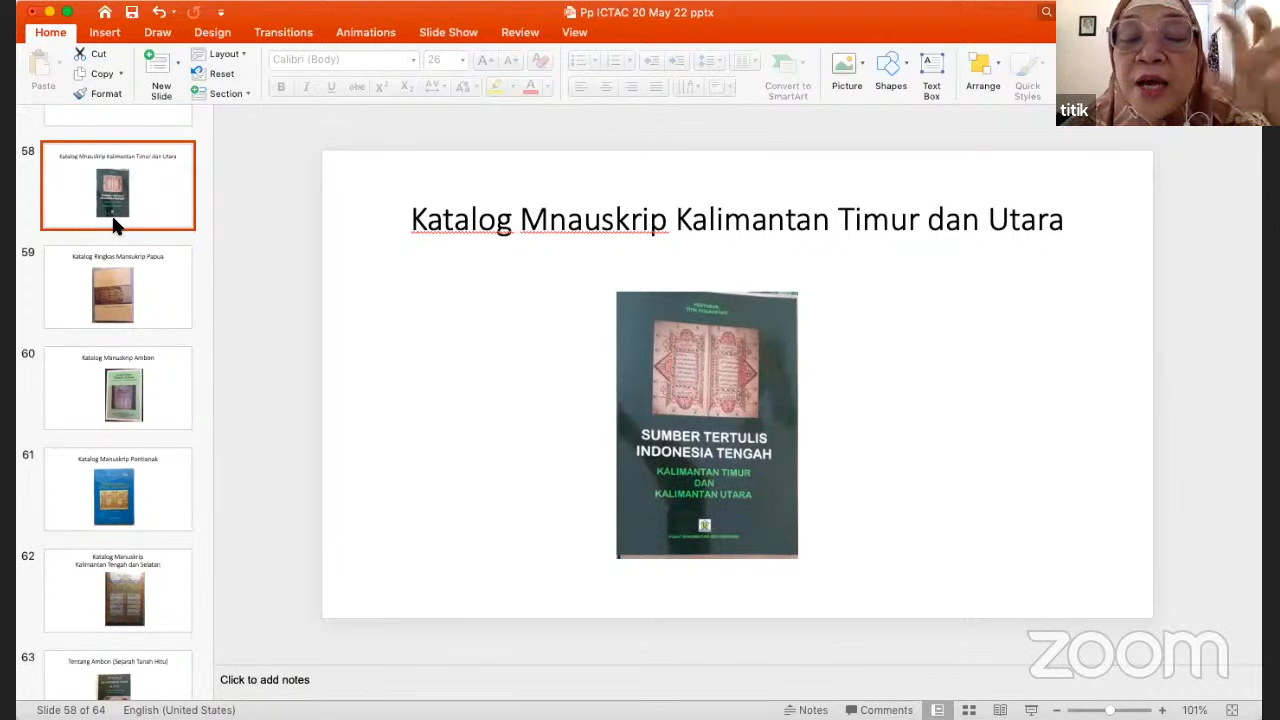 Pp ICTAC 20 May 22 pptx
Home Insert Draw Design Transitions Animations Slide Show Review View
Paste
Cut
Copy
Format
New Slide
Layout
Reset
Section
Calibri (Body) 26
Convert to SmartArt
Picture
Shapes
Text Box
Arrange
Quick Styles
titik
58
Katalog Mnauskrip Kalimantan Timur dan Utara
59
Katalog Ringkas Mansukrip Papua
60
Katalog Manuskrip Ambon
61
Katalog Manuskrip Pontianak
62
Katalog Manuskrip
Kalimantan Tengah dan Selatan
63
Tentang Ambon (Sejarah Tanah Hitu)
Katalog Mnauskrip Kalimantan Timur dan Utara
SUMBER TERTULIS
INDONESIA TENGAH
KALIMANTAN TIMUR
DAN
KALIMANTAN UTARA
zoom
Click to add notes
Slide 58 of 64 English (United States) Notes Comments 101%